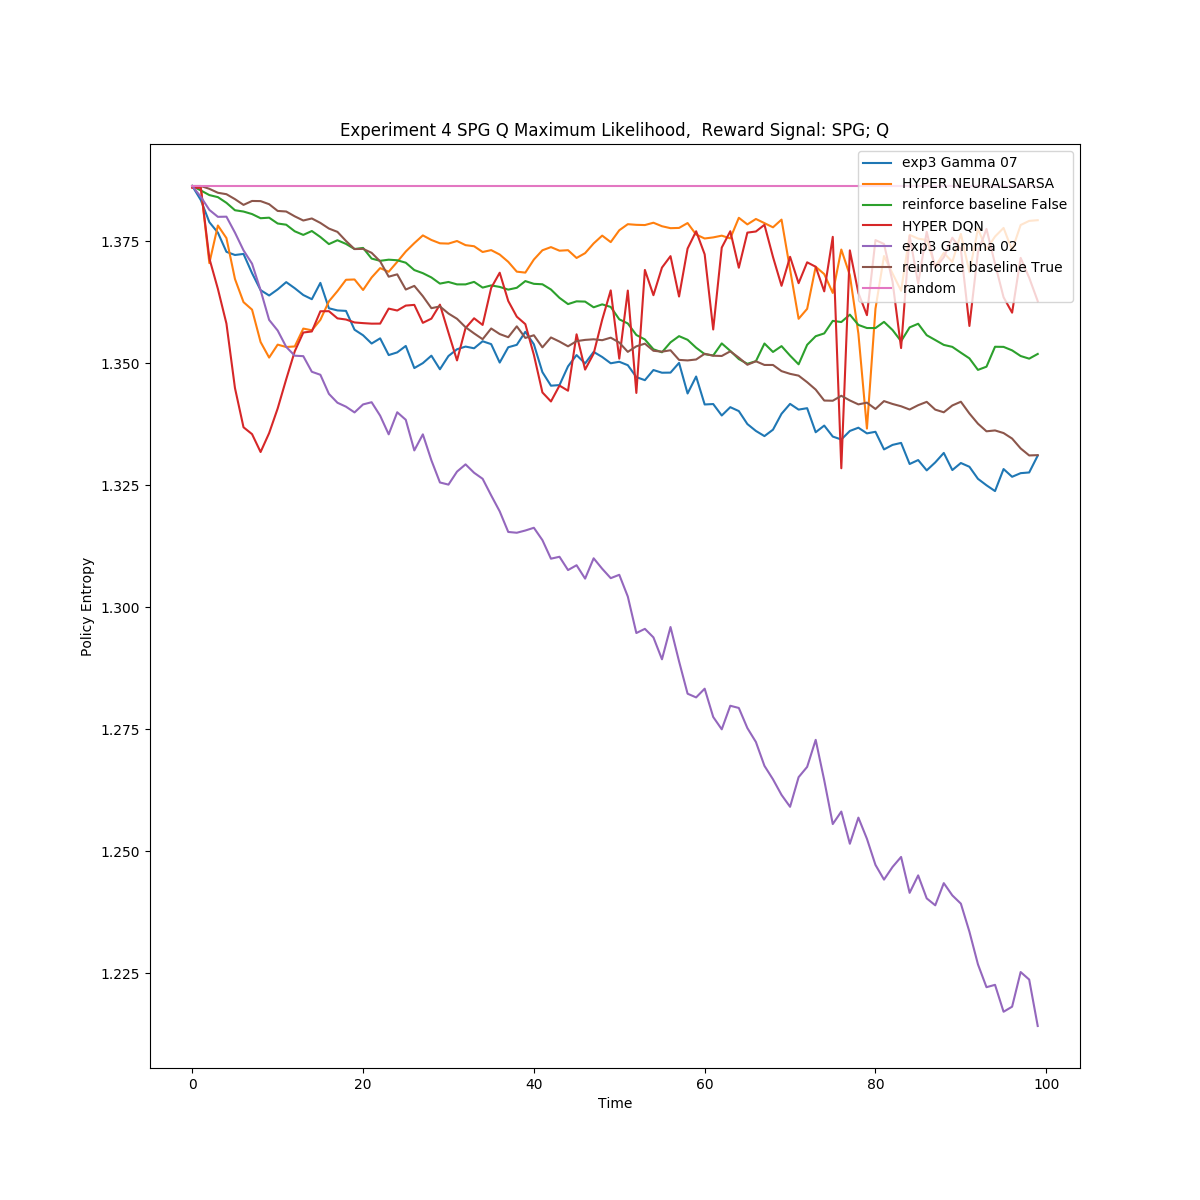 Experiment 4 SPG Q Maximum Likelihood,  Reward Signal: SPG; Q
exp3 Gamma 07
HYPER NEURALSARSA
reinforce baseline False
HYPER DQN
exp3 Gamma 02
reinforce baseline True
random
1.375
1.350
1.325
1.300
1.275
1.250
1.225
Policy Entropy
0 20 40 60 80 100
Time